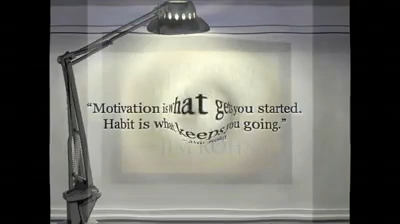 “Motivation is what gets you started.
Habit is what keeps you going.”